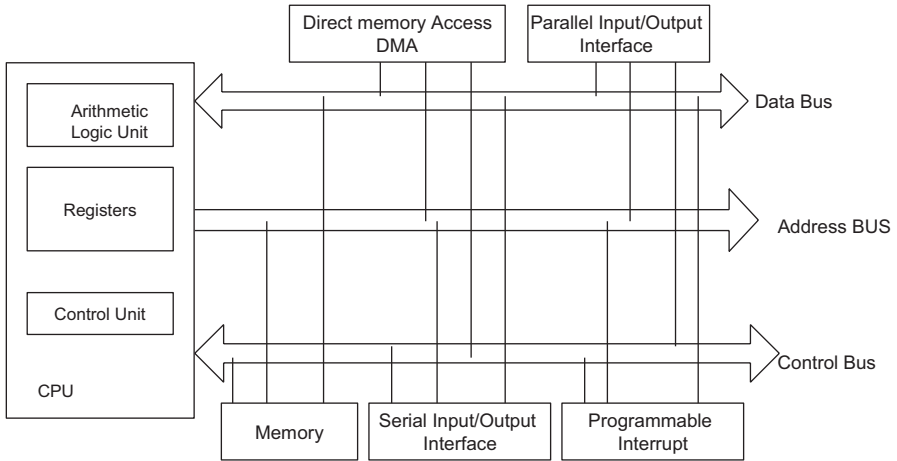 Direct memory Access
DMA
Parallel Input/Output
Interface
Arithmetic
Logic Unit
Data Bus
Registers
Address BUS
Control Unit
Control Bus
CPU
Memory
Serial Input/Output
Interface
Programmable
Interrupt